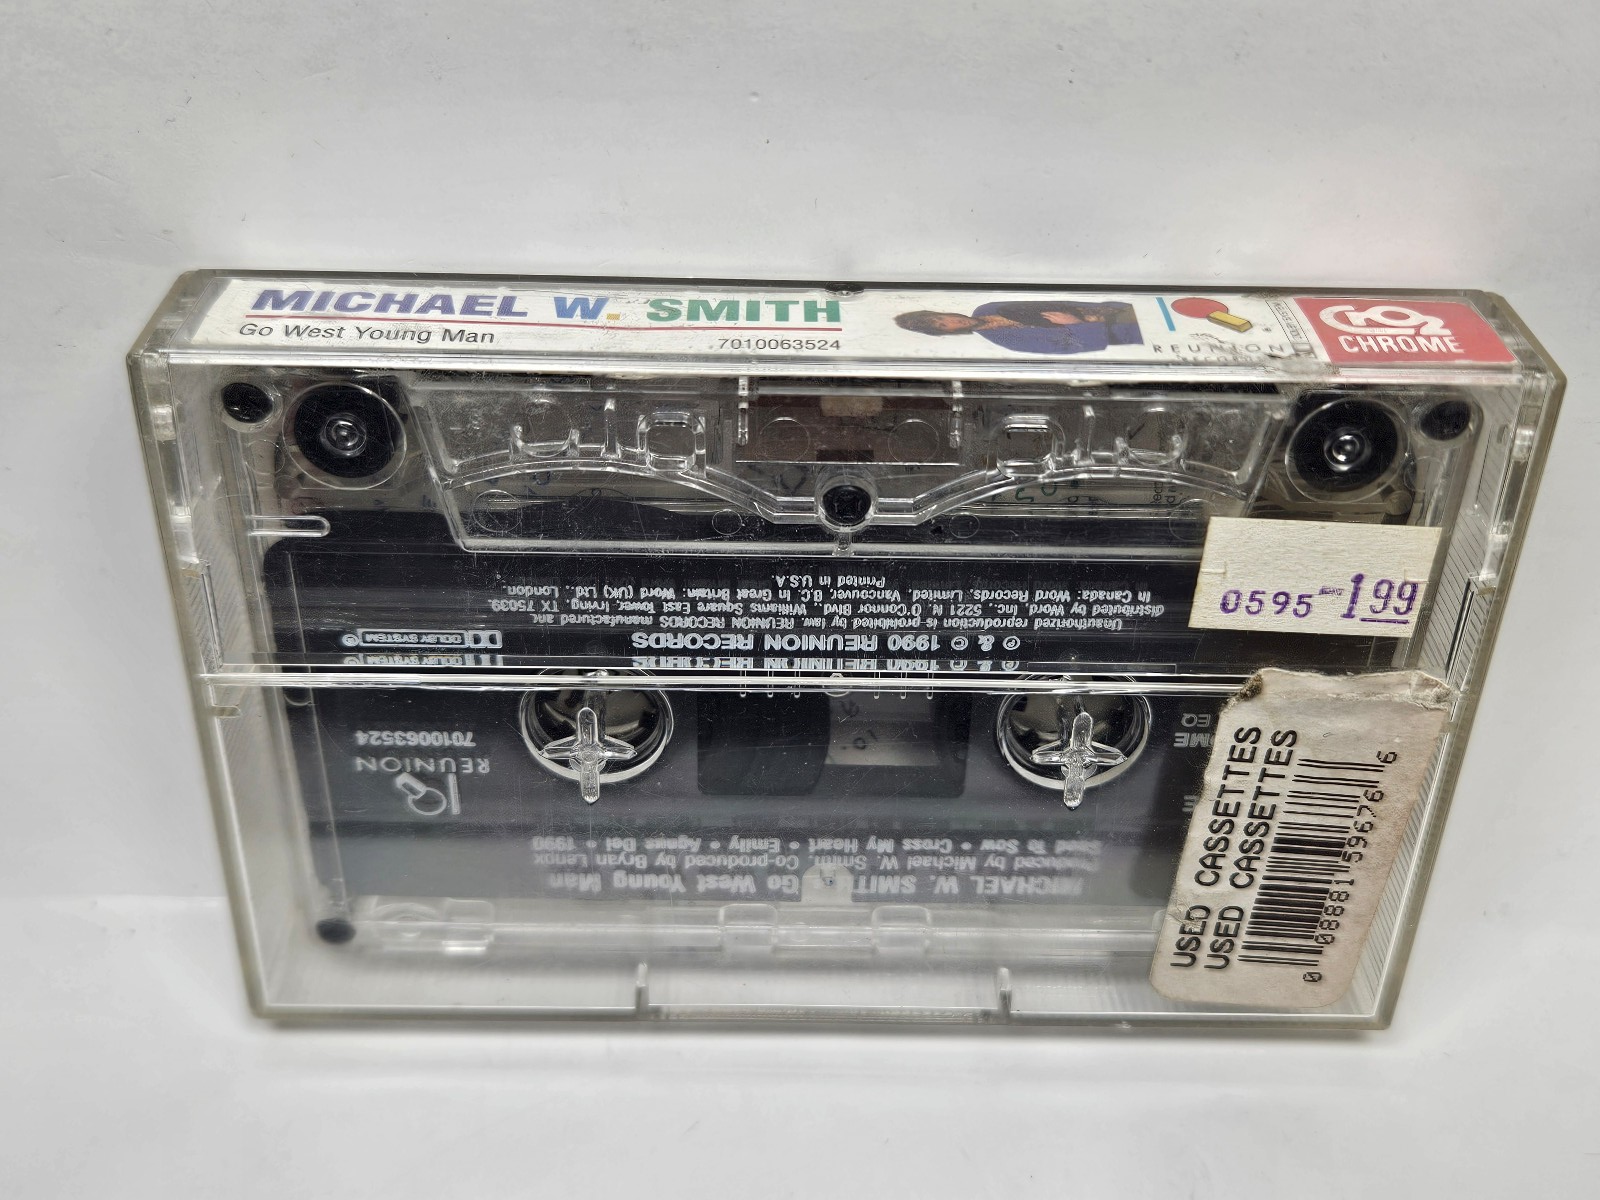 MICHAEL W. SMITH
Go West Young Man
7010063524
REUNION
RECORDS
CrO2
CHROME
0595 199
Printed in U.S.A.
In Canada: Word, Records, Limited, Vancouver, B.C. In Great Britain: Word (UK) Ltd., London.
distributed by Word, Inc., 5221 N. O'Connor Blvd., Williams Square East Tower, Irving, TX 75039.
Unauthorized reproduction is prohibited by law. REUNION RECORDS manufactured and
℗ & © 1990 REUNION RECORDS
DOLBY SYSTEM
EQ
7010063524
REUNION
MICHAEL W. SMITH Go West Young Man
Produced by Michael W. Smith. Co-produced by Bryan Lenox
Seed To Sow • Cross My Heart • Emily • Agnus Dei • 1990
USED CASSETTES
USED CASSETTES
0 08881 59676 6